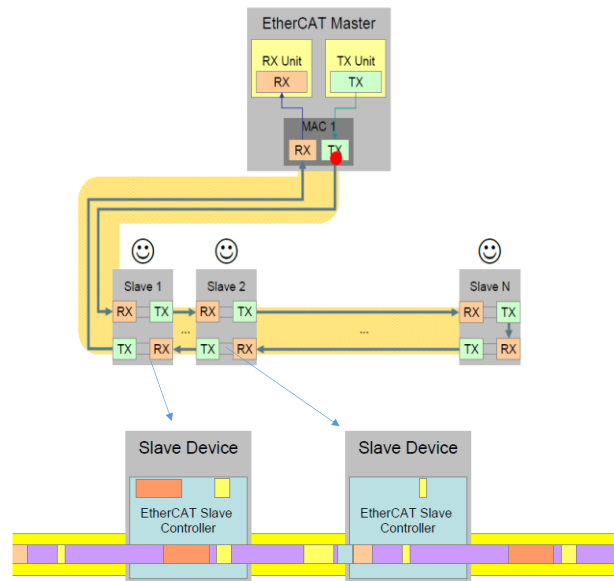 EtherCAT Master
RX Unit
TX Unit
RX
TX
MAC 1
RX
TX
Slave 1
Slave 2
Slave N
RX
TX
RX
TX
RX
TX
...
...
TX
RX
TX
RX
TX
RX
Slave Device
Slave Device
EtherCAT Slave
Controller
EtherCAT Slave
Controller